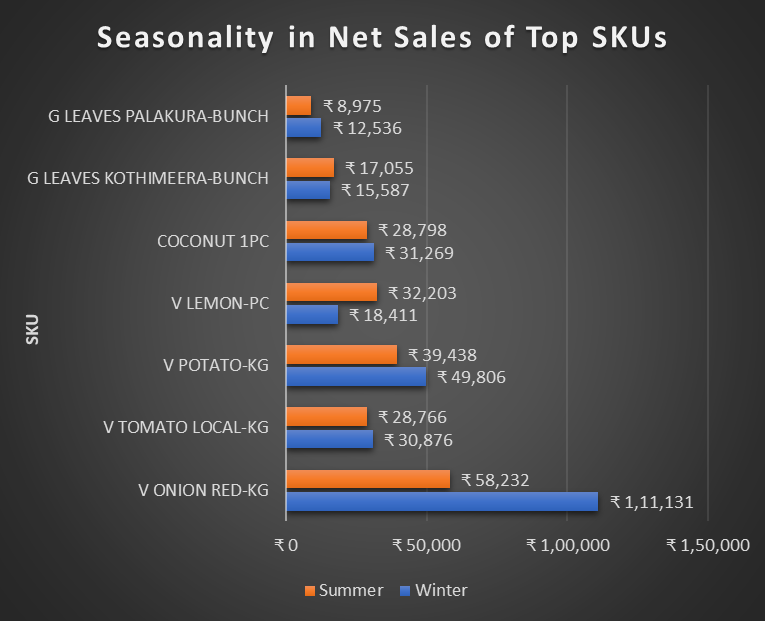 Seasonality in Net Sales of Top SKUs
SKU
G LEAVES PALAKURA-BUNCH
₹ 8,975
₹ 12,536
G LEAVES KOTHIMEERA-BUNCH
₹ 17,055
₹ 15,587
COCONUT 1PC
₹ 28,798
₹ 31,269
V LEMON-PC
₹ 32,203
₹ 18,411
V POTATO-KG
₹ 39,438
₹ 49,806
V TOMATO LOCAL-KG
₹ 28,766
₹ 30,876
V ONION RED-KG
₹ 58,232
₹ 1,11,131
₹ 0 ₹ 50,000 ₹ 1,00,000 ₹ 1,50,000
Summer Winter